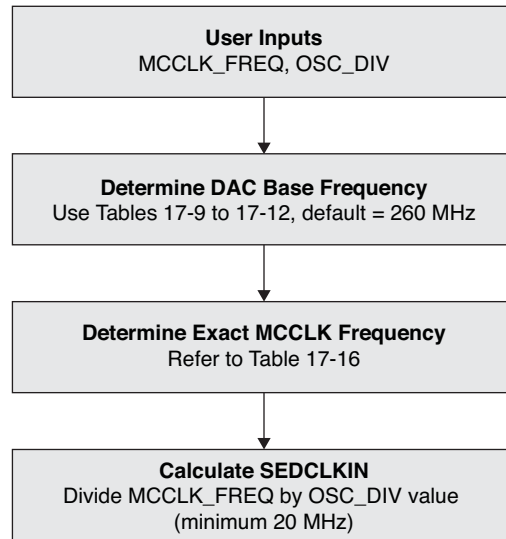 User Inputs
MCCLK_FREQ, OSC_DIV
Determine DAC Base Frequency
Use Tables 17-9 to 17-12, default = 260 MHz
Determine Exact MCCLK Frequency
Refer to Table 17-16
Calculate SEDCLKIN
Divide MCCLK_FREQ by OSC_DIV value
(minimum 20 MHz)